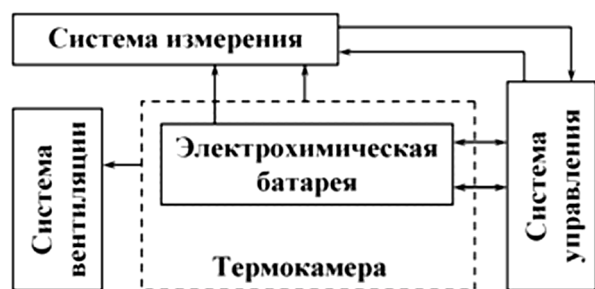 Система измерения
Система
вентиляции
Электрохимическая
батарея
Термокамера
Система
управления